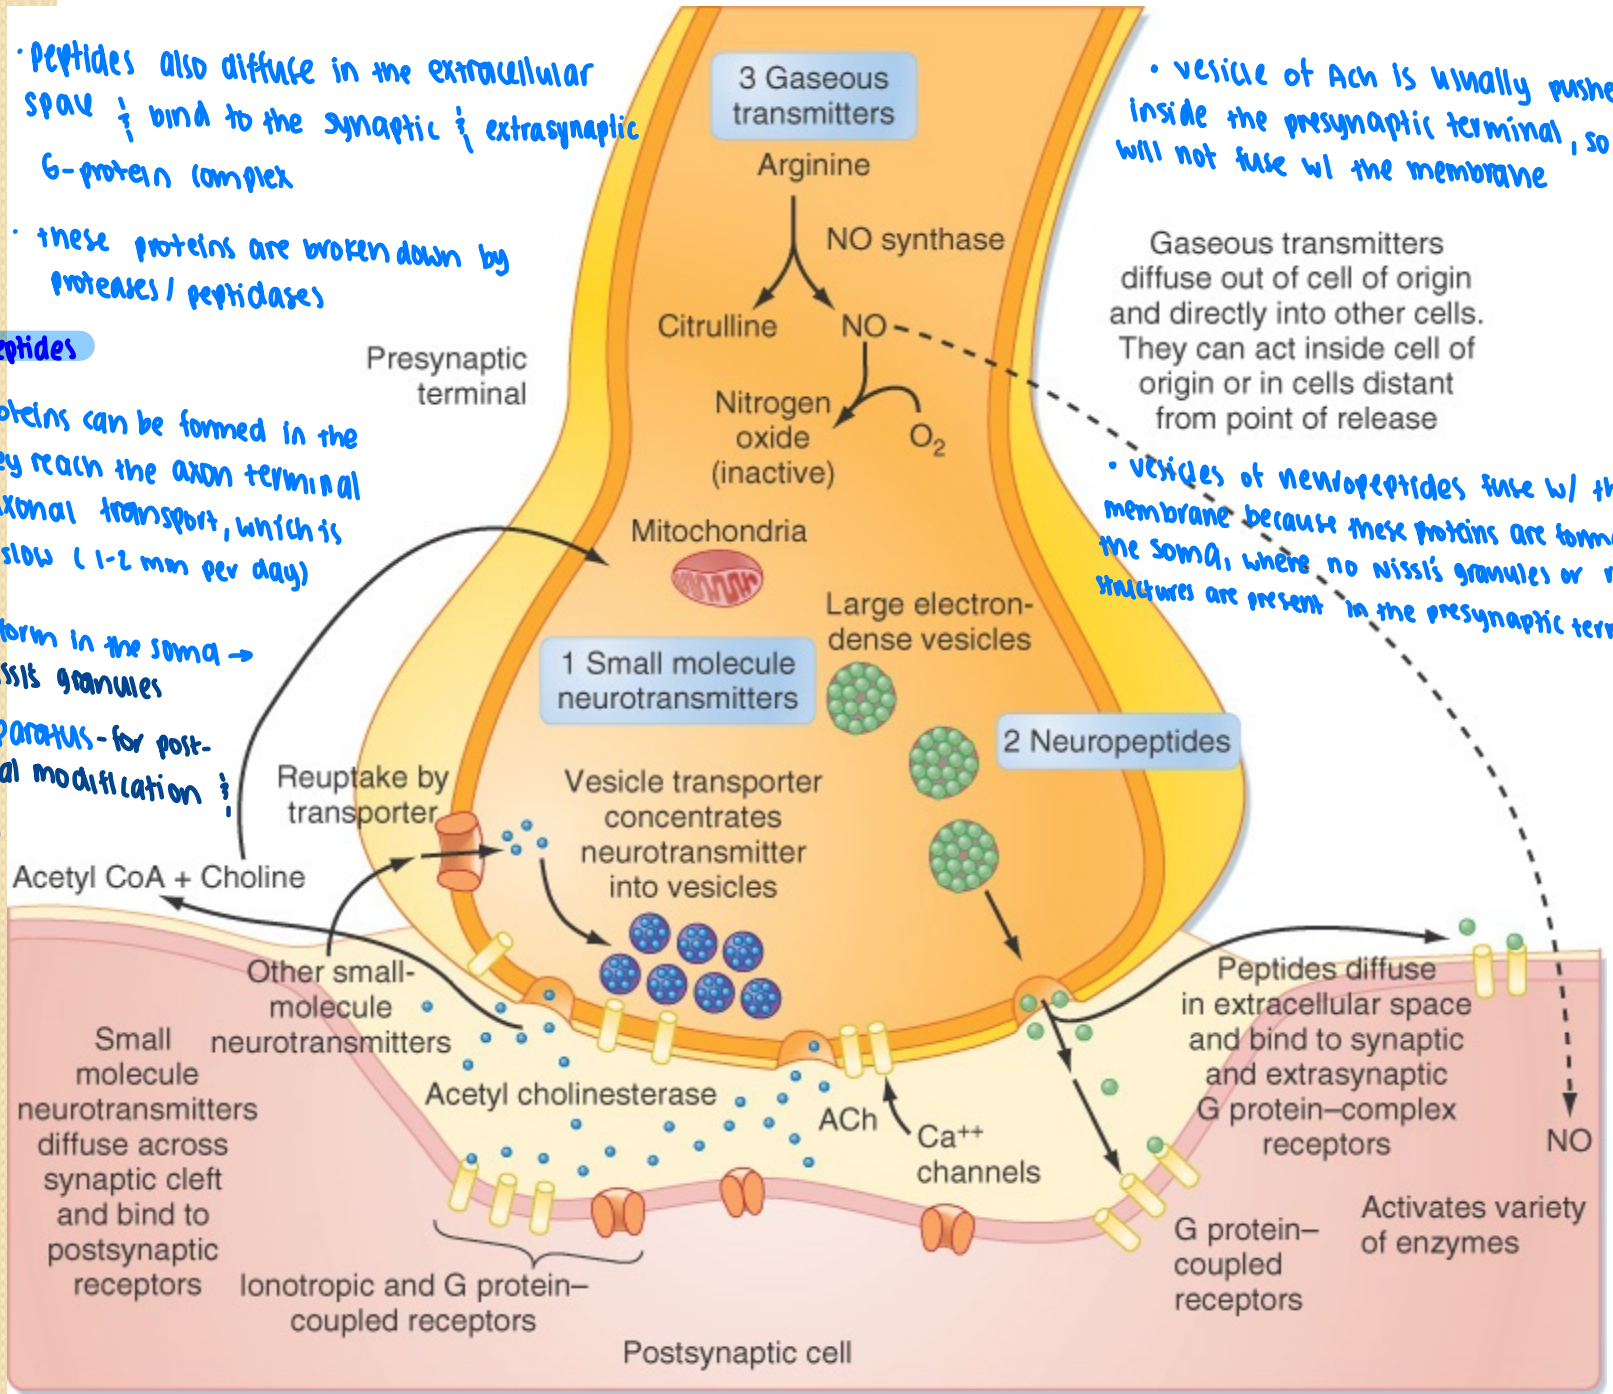 · Peptides also diffuse in the extracellular
space & bind to the synaptic & extrasynaptic
G-protein complex
· these proteins are broken down by
proteases / peptidases
eptides
oteins can be formed in the
ey reach the axon terminal
xonal transport, which is
slow (1-2 mm per day)
form in the soma →
ssl's granules
paratus - for post-
al modification &
3 Gaseous
transmitters
Arginine
NO synthase
Citrulline
NO
Nitrogen
oxide
(inactive)
O₂
Presynaptic
terminal
· vesicle of Ach is usually pushe
inside the presynaptic terminal, so
will not fuse w/ the membrane
Gaseous transmitters
diffuse out of cell of origin
and directly into other cells.
They can act inside cell of
origin or in cells distant
from point of release
· vesicles of neuropeptides fuse w/ th
membrane because these proteins are forme
the soma, where no Nissl's granules or r
structures are present in the presynaptic term
Mitochondria
Large electron-
dense vesicles
1 Small molecule
neurotransmitters
2 Neuropeptides
Reuptake by
transporter
Vesicle transporter
concentrates
neurotransmitter
into vesicles
Acetyl CoA + Choline
Other small-
molecule
neurotransmitters
Small
molecule
neurotransmitters
diffuse across
synaptic cleft
and bind to
postsynaptic
receptors
Acetyl cholinesterase
ACh
Ca⁺⁺
channels
Peptides diffuse
in extracellular space
and bind to synaptic
and extrasynaptic
G protein–complex
receptors
NO
Activates variety
of enzymes
G protein–
coupled
receptors
Ionotropic and G protein–
coupled receptors
Postsynaptic cell